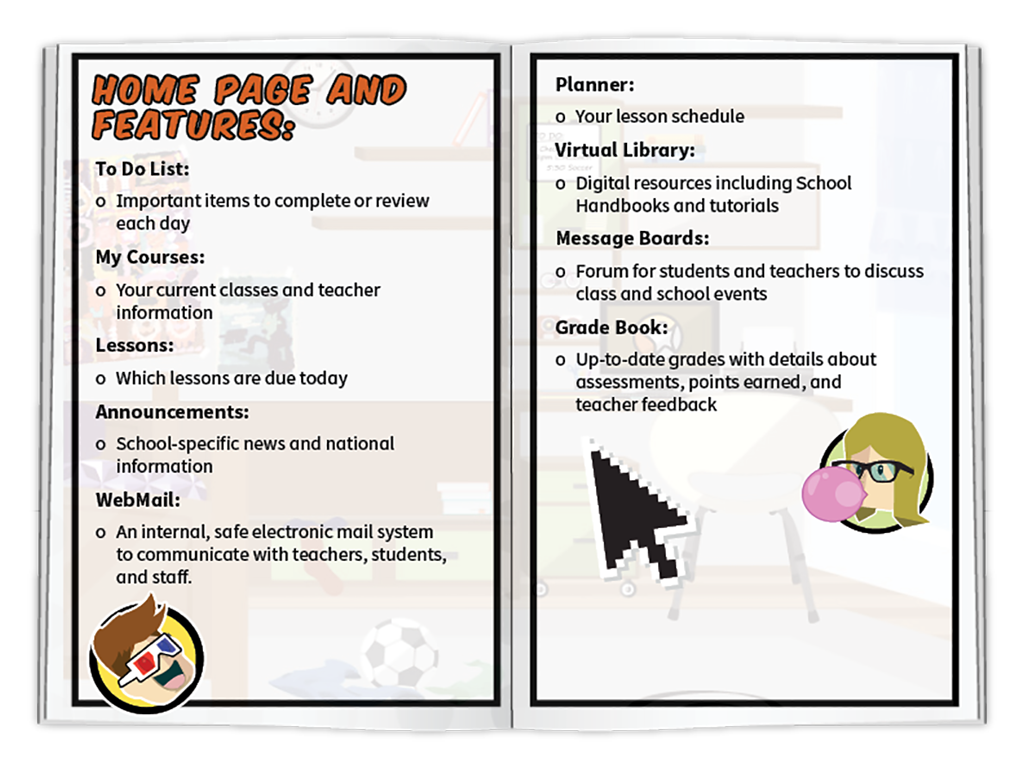 HOME PAGE AND
FEATURES:
To Do List:
o Important items to complete or review
each day
My Courses:
o Your current classes and teacher
information
Lessons:
o Which lessons are due today
Announcements:
o School-specific news and national
information
WebMail:
o An internal, safe electronic mail system
to communicate with teachers, students,
and staff.
Planner:
o Your lesson schedule
Virtual Library:
o Digital resources including School
Handbooks and tutorials
Message Boards:
o Forum for students and teachers to discuss
class and school events
Grade Book:
o Up-to-date grades with details about
assessments, points earned, and
teacher feedback